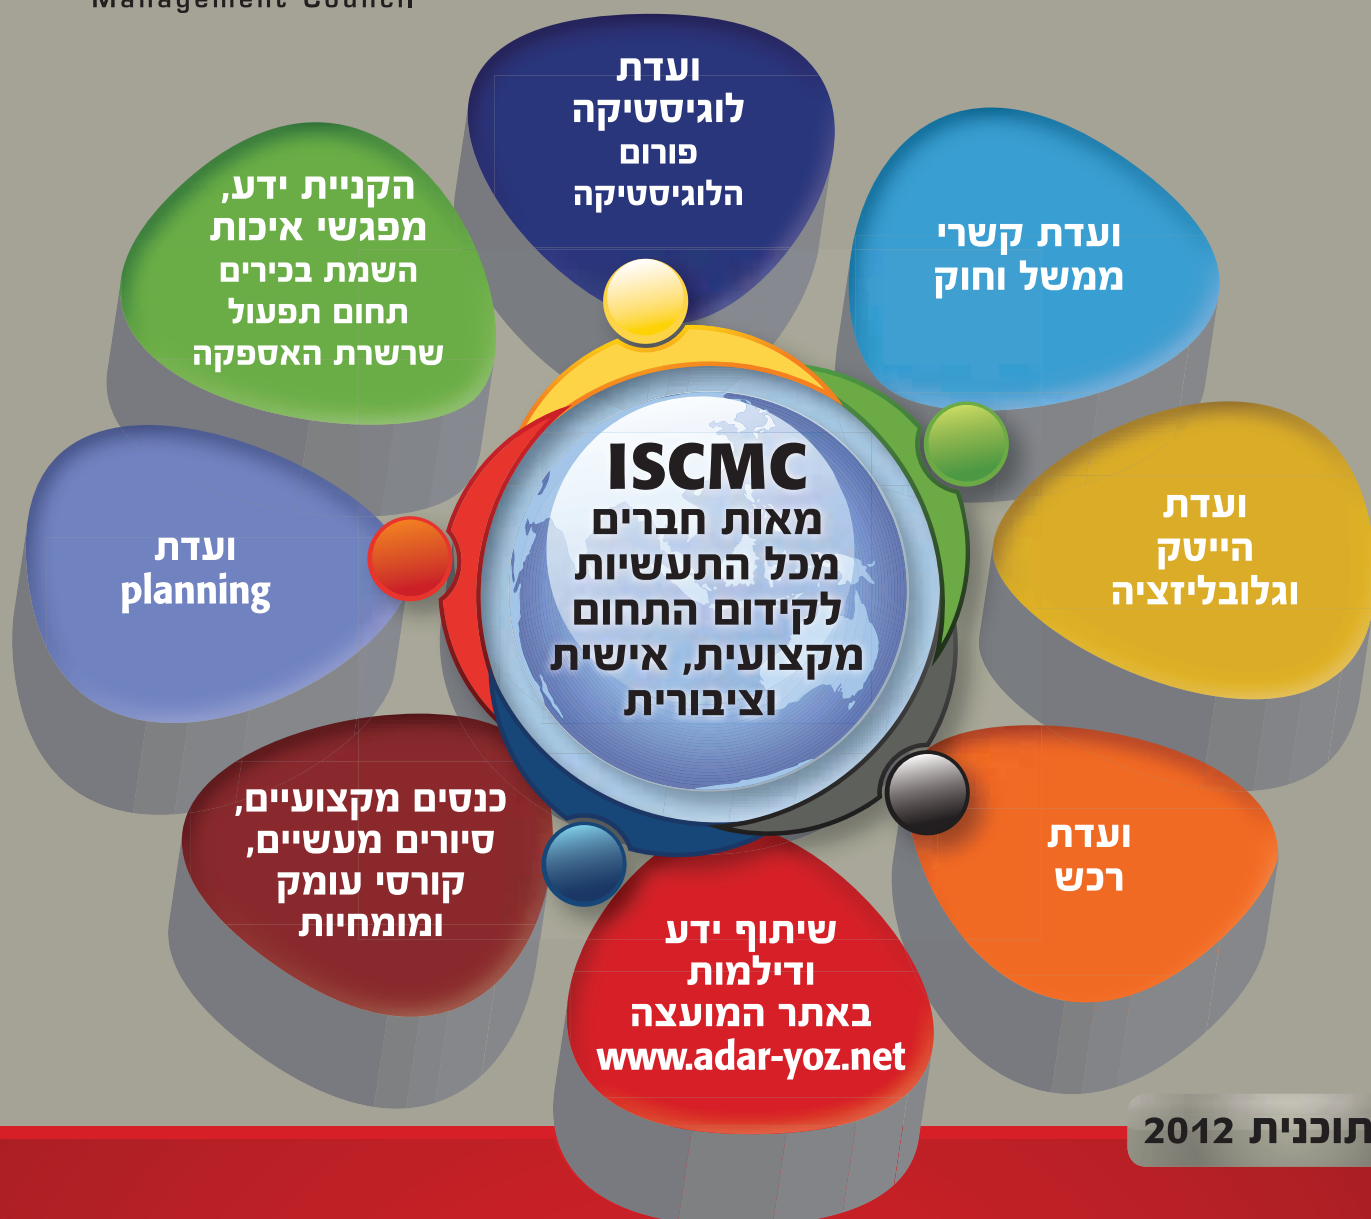 Management Council
ועדת
לוגיסטיקה
פורום
הלוגיסטיקה
ועדת קשרי
ממשל וחוק
הקניית ידע,
מפגשי איכות
השמת בכירים
תחום תפעול
שרשרת האספקה
ועדת
הייטק
וגלובליזציה
ISCMC
מאות חברים
מכל התעשיות
לקידום התחום
מקצועית, אישית
וציבורית
ועדת
planning
ועדת
רכש
כנסים מקצועיים,
סיורים מעשיים,
קורסי עומק
ומומחיות
שיתוף ידע
ודילמות
באתר המועצה
www.adar-yoz.net
תוכנית 2012